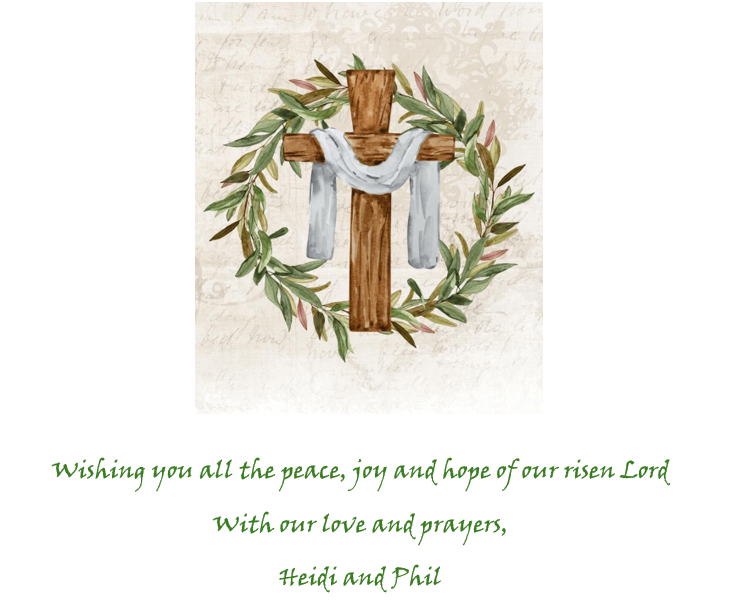 Wishing you all the peace, joy and hope of our risen Lord
With our love and prayers,
Heidi and Phil